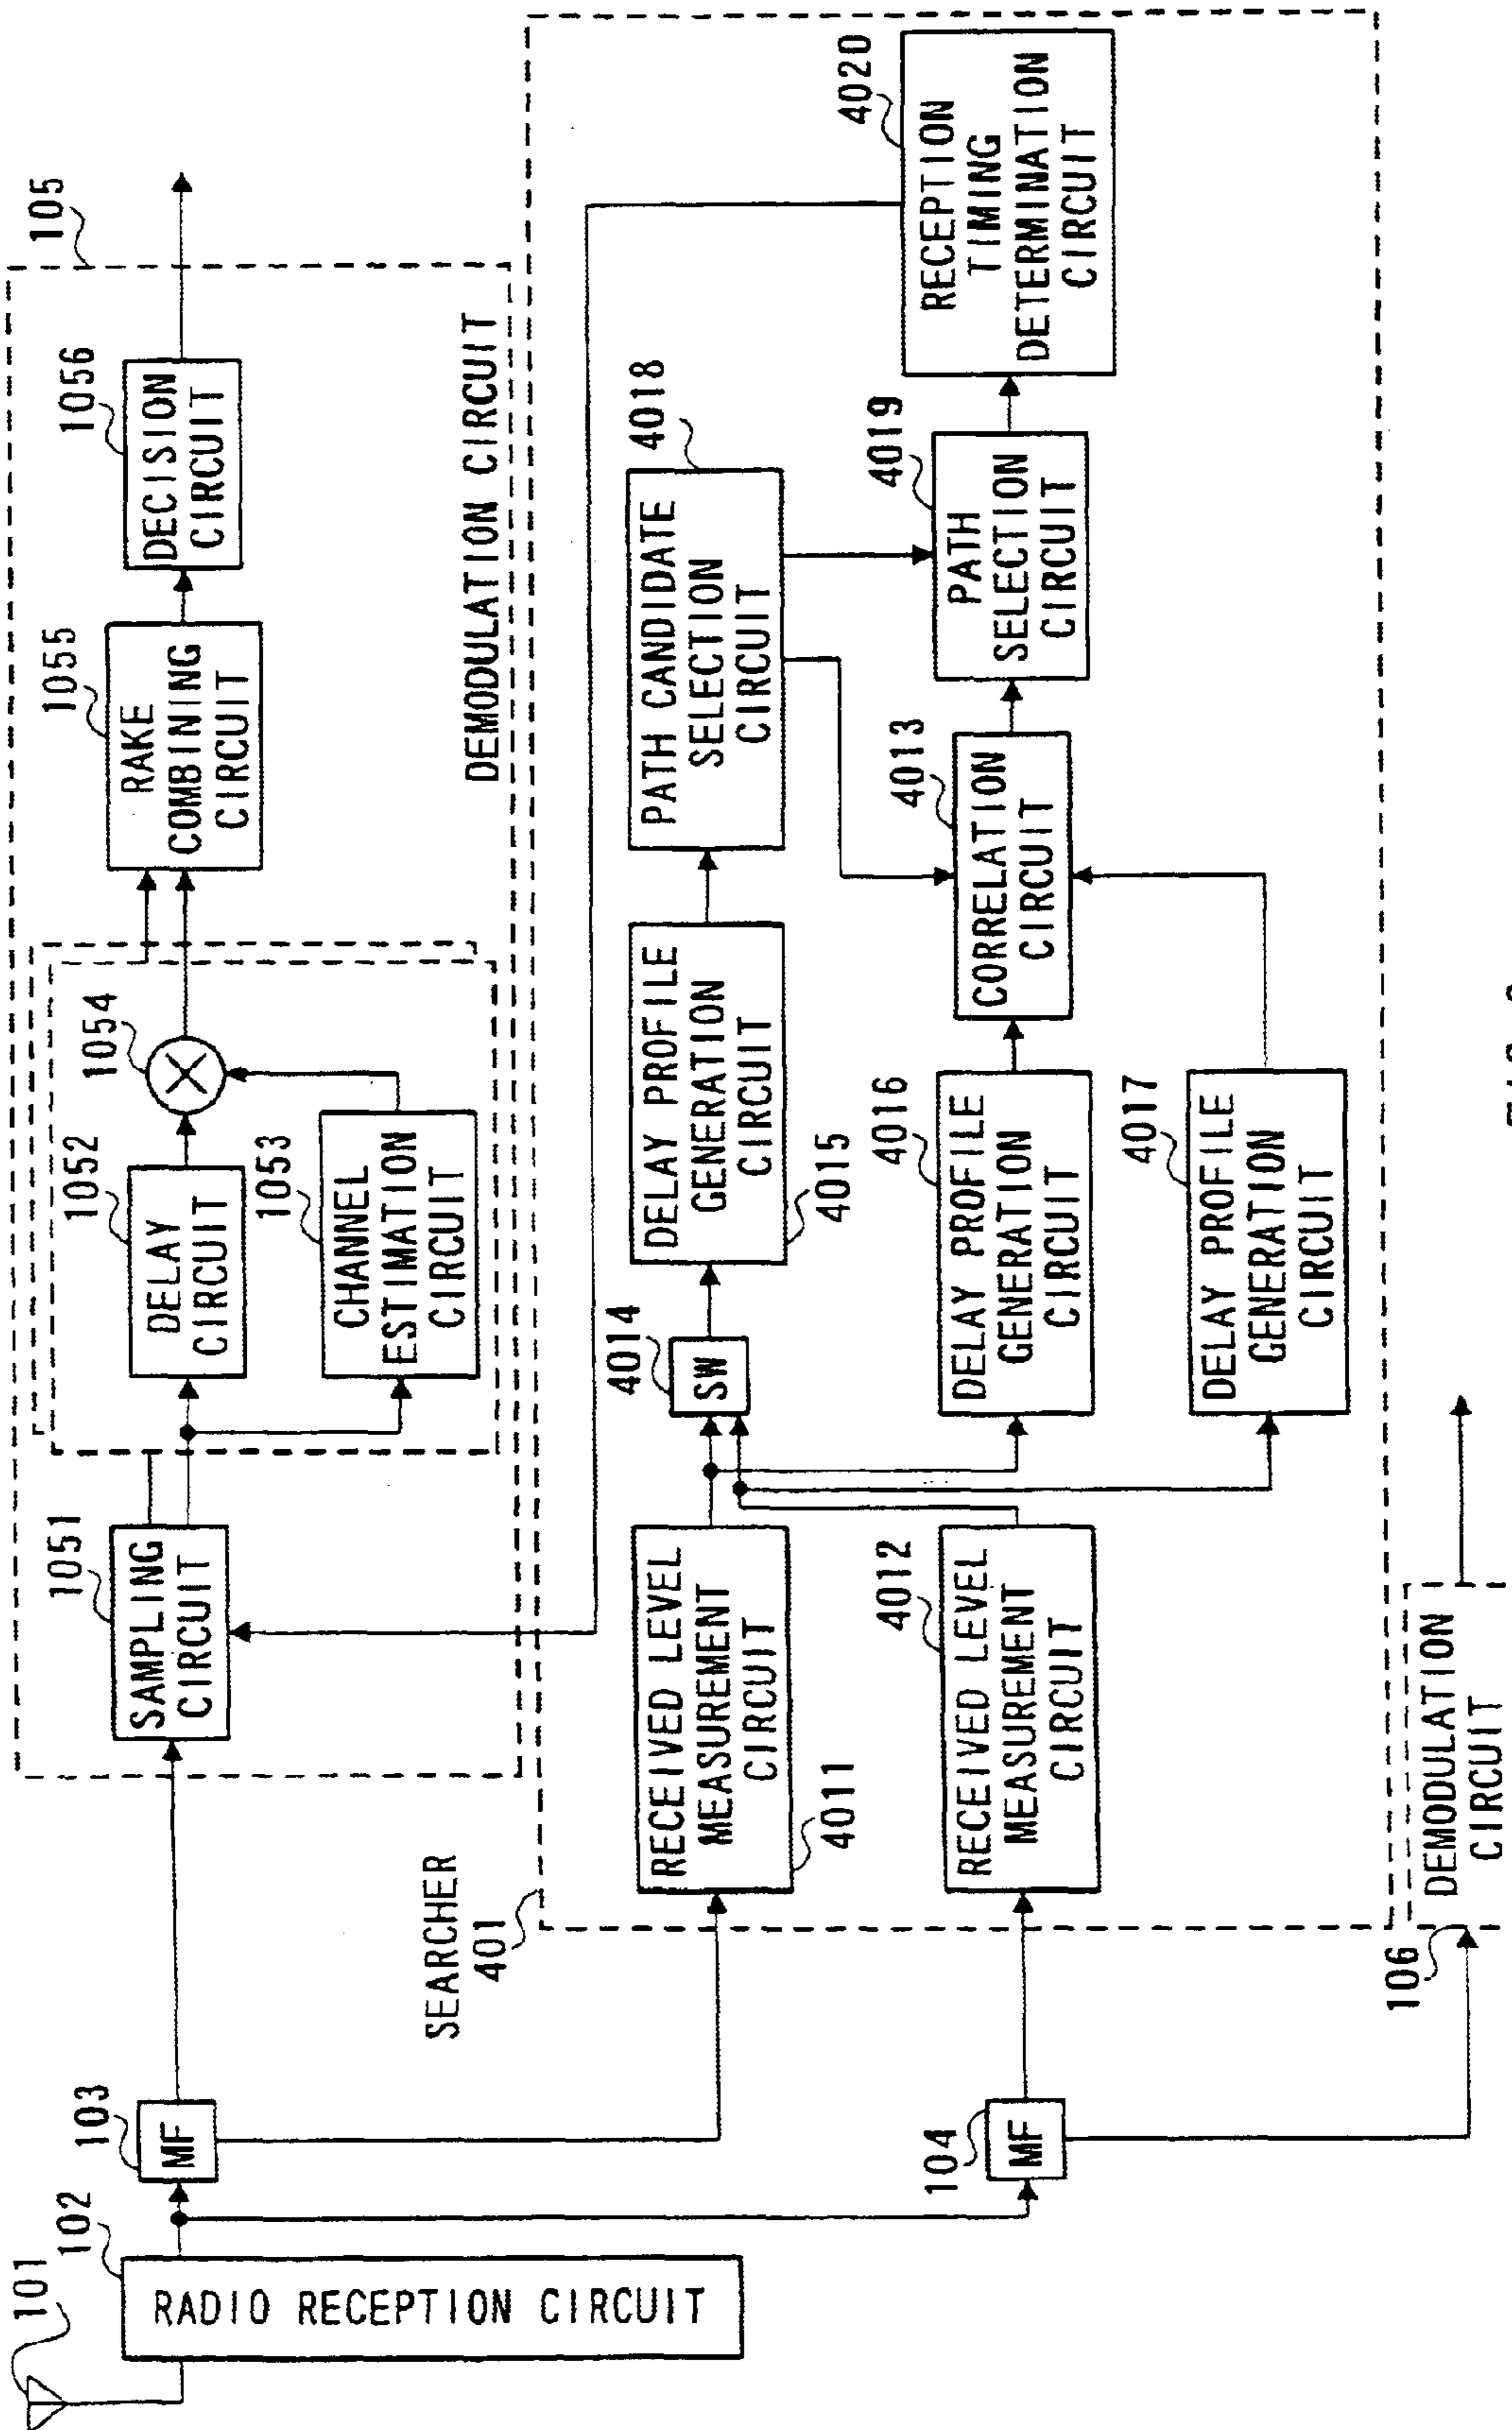 101
102
RADIO RECEPTION CIRCUIT
103
MF
104
MF
105
DEMODULATION CIRCUIT
1051
SAMPLING
CIRCUIT
1052
DELAY
CIRCUIT
1053
CHANNEL
ESTIMATION
CIRCUIT
1054
1055
RAKE
COMBINING
CIRCUIT
1056
DECISION
CIRCUIT
SEARCHER
401
4011
RECEIVED LEVEL
MEASUREMENT
CIRCUIT
4012
RECEIVED LEVEL
MEASUREMENT
CIRCUIT
4014
SW
4015
DELAY PROFILE
GENERATION
CIRCUIT
4016
DELAY PROFILE
GENERATION
CIRCUIT
4017
DELAY PROFILE
GENERATION
CIRCUIT
4018
PATH CANDIDATE
SELECTION
CIRCUIT
4013
CORRELATION
CIRCUIT
4019
PATH
SELECTION
CIRCUIT
4020
RECEPTION
TIMING
DETERMINATION
CIRCUIT
106
DEMODULATION
CIRCUIT